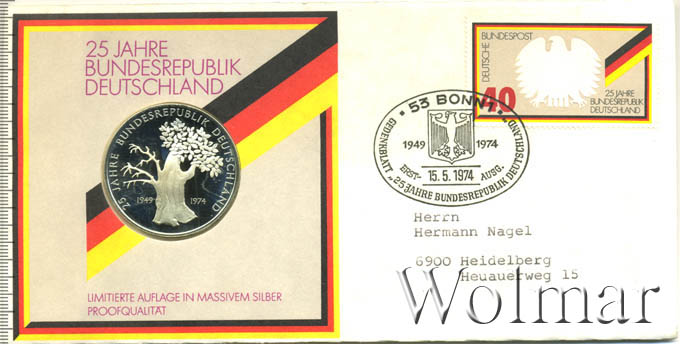 25 JAHRE
BUNDESREPUBLIK
DEUTSCHLAND
25 JAHRE BUNDESREPUBLIK DEUTSCHLAND
1949 1974
LIMITIERTE AUFLAGE IN MASSIVEM SILBER
PROOFQUALITÄT
DEUTSCHE BUNDESPOST
40
25 JAHRE
BUNDESREPUBLIK
DEUTSCHLAND
53 BONN 1
1949 1974
ERST- AUSG.
15.5.1974
GEDENKBLATT „25 JAHRE BUNDESREPUBLIK DEUTSCHLAND"
Herrn
Hermann Nagel
6900 Heidelberg
Heuauerweg 15
Wolmar